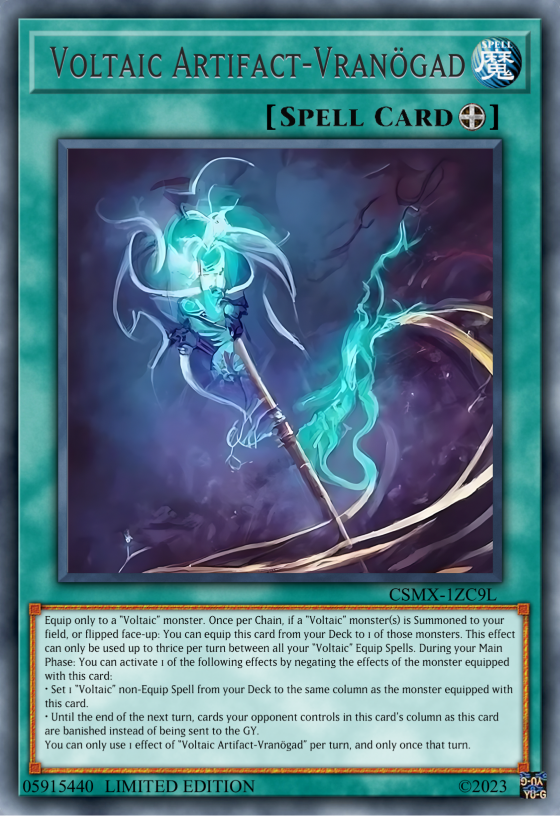 VOLTAIC ARTIFACT-VRANÖGAD
SPELL
魔
[SPELL CARD]
CSMX-1ZC9L
Equip only to a "Voltaic" monster. Once per Chain, if a "Voltaic" monster(s) is Summoned to your
field, or flipped face-up: You can equip this card from your Deck to 1 of those monsters. This effect
can only be used up to thrice per turn between all your "Voltaic" Equip Spells. During your Main
Phase: You can activate 1 of the following effects by negating the effects of the monster equipped
with this card:
• Set 1 "Voltaic" non-Equip Spell from your Deck to the same column as the monster equipped with
this card.
• Until the end of the next turn, cards your opponent controls in this card's column as this card
are banished instead of being sent to the GY.
You can only use 1 effect of "Voltaic Artifact-Vranögad" per turn, and only once that turn.
05915440 LIMITED EDITION
©2023
YU-G
YU-G